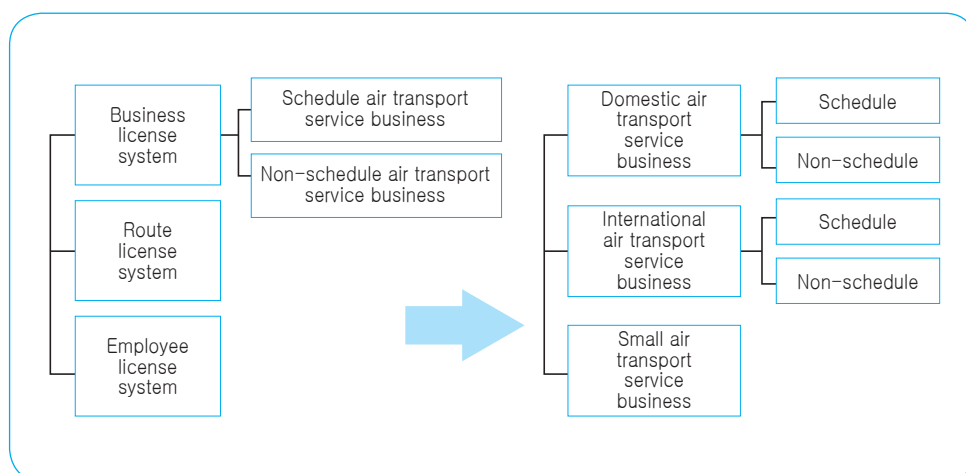 Business
license
system
Schedule air transport
service business
Non-schedule air transport
service business
Route
license
system
Employee
license
system
Domestic air
transport
service
business
Schedule
Non-schedule
International
air transport
service
business
Schedule
Non-schedule
Small air
transport
service
business